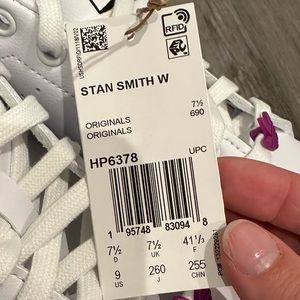 RFID
STAN SMITH W
ORIGINALS
ORIGINALS
7½
690
HP6378
UPC
1 95748 83094 8
7½ 7½ 41⅓
D UK F
9 260 255
US J CHN